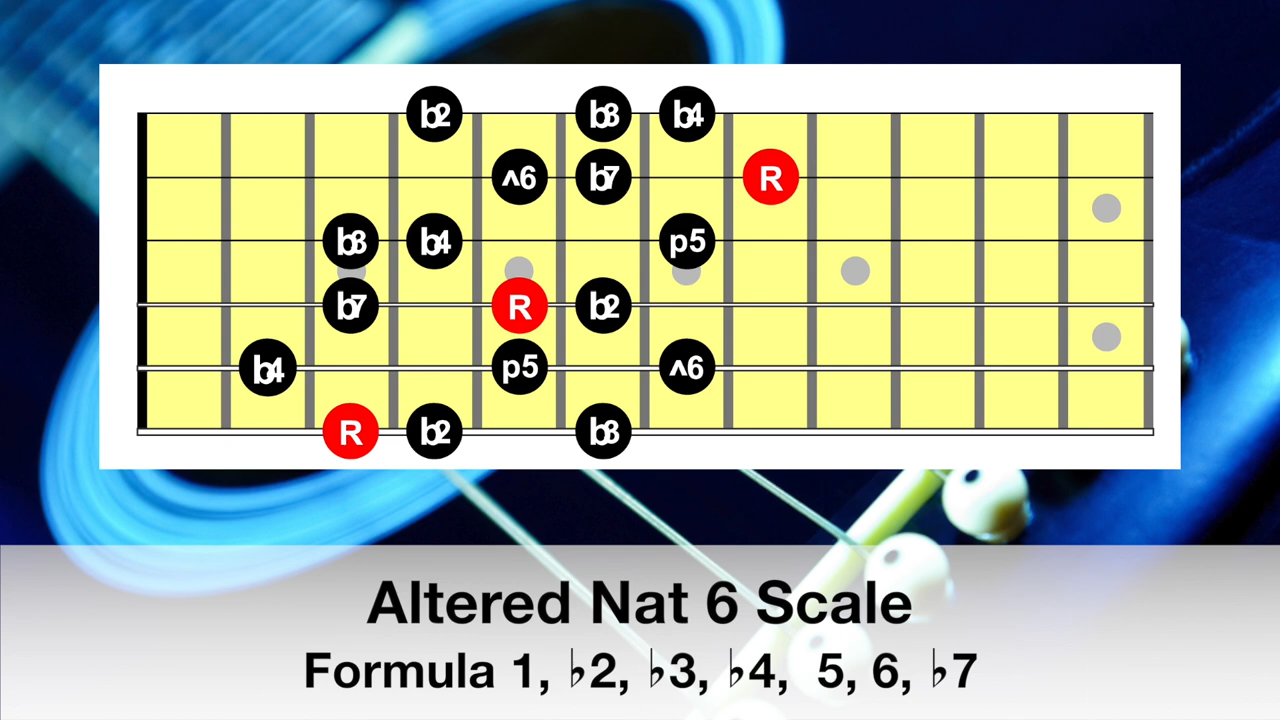 b2 b3 b4
^6 b7 R
b3 b4 p5
b7 R b2
b4 p5 ^6
R b2 b3
Altered Nat 6 Scale
Formula 1, ♭2, ♭3, ♭4, 5, 6, ♭7